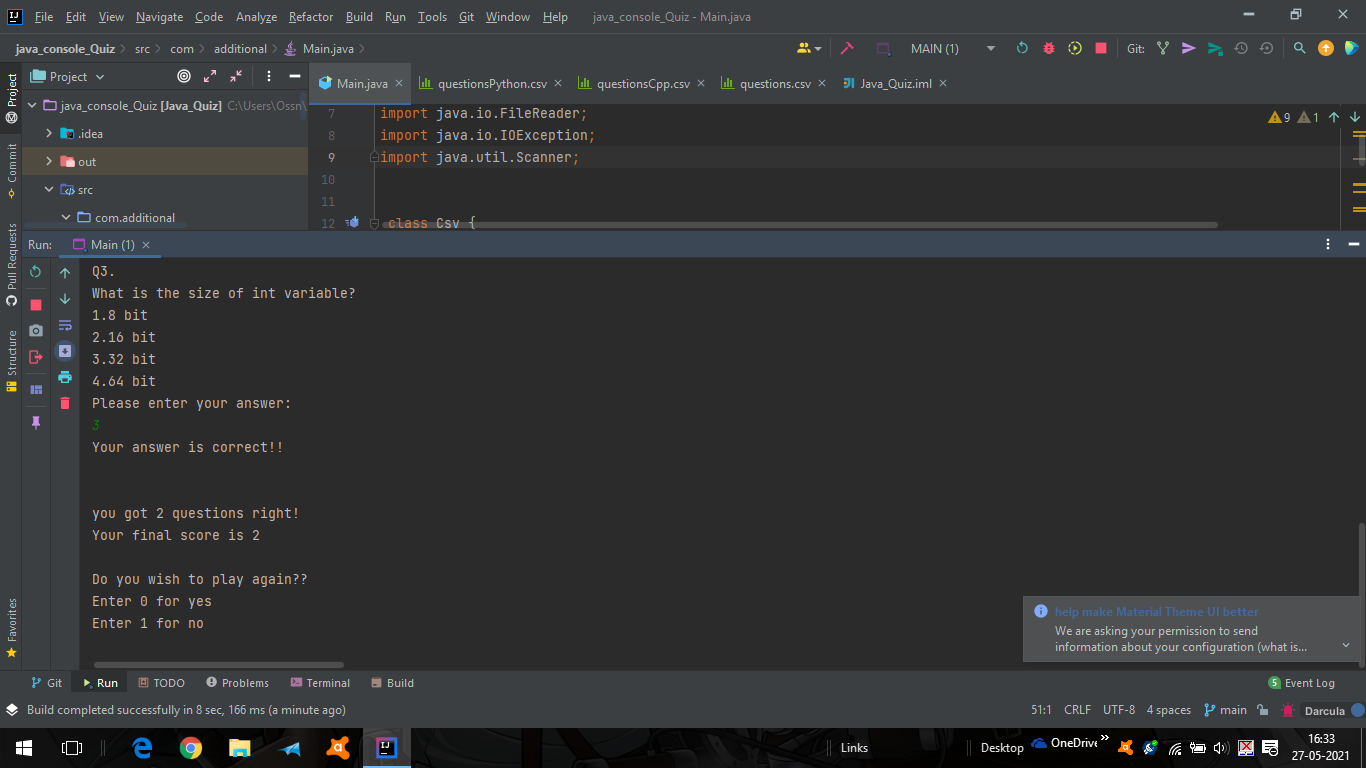 File Edit View Navigate Code Analyze Refactor Build Run Tools Git Window Help java_console_Quiz - Main.java
java_console_Quiz src com additional Main.java MAIN (1) Git:
Project Main.java questionsPython.csv questionsCpp.csv questions.csv Java_Quiz.iml
java_console_Quiz [Java_Quiz] C:\Users\Ossn\
.idea
out
src
com.additional
7 import java.io.FileReader;
8 import java.io.IOException;
9 import java.util.Scanner;
10
11
12 class Csv {
9 1
Project
Commit
Pull Requests
Structure
Favorites
Run: Main (1)
Q3.
What is the size of int variable?
1.8 bit
2.16 bit
3.32 bit
4.64 bit
Please enter your answer:
3
Your answer is correct!!
you got 2 questions right!
Your final score is 2
Do you wish to play again??
Enter 0 for yes
Enter 1 for no
help make Material Theme UI better
We are asking your permission to send
information about your configuration (what is...
Git Run TODO Problems Terminal Build 5 Event Log
Build completed successfully in 8 sec, 166 ms (a minute ago) 51:1 CRLF UTF-8 4 spaces main Darcula
Links Desktop OneDrive 16:33
27-05-2021